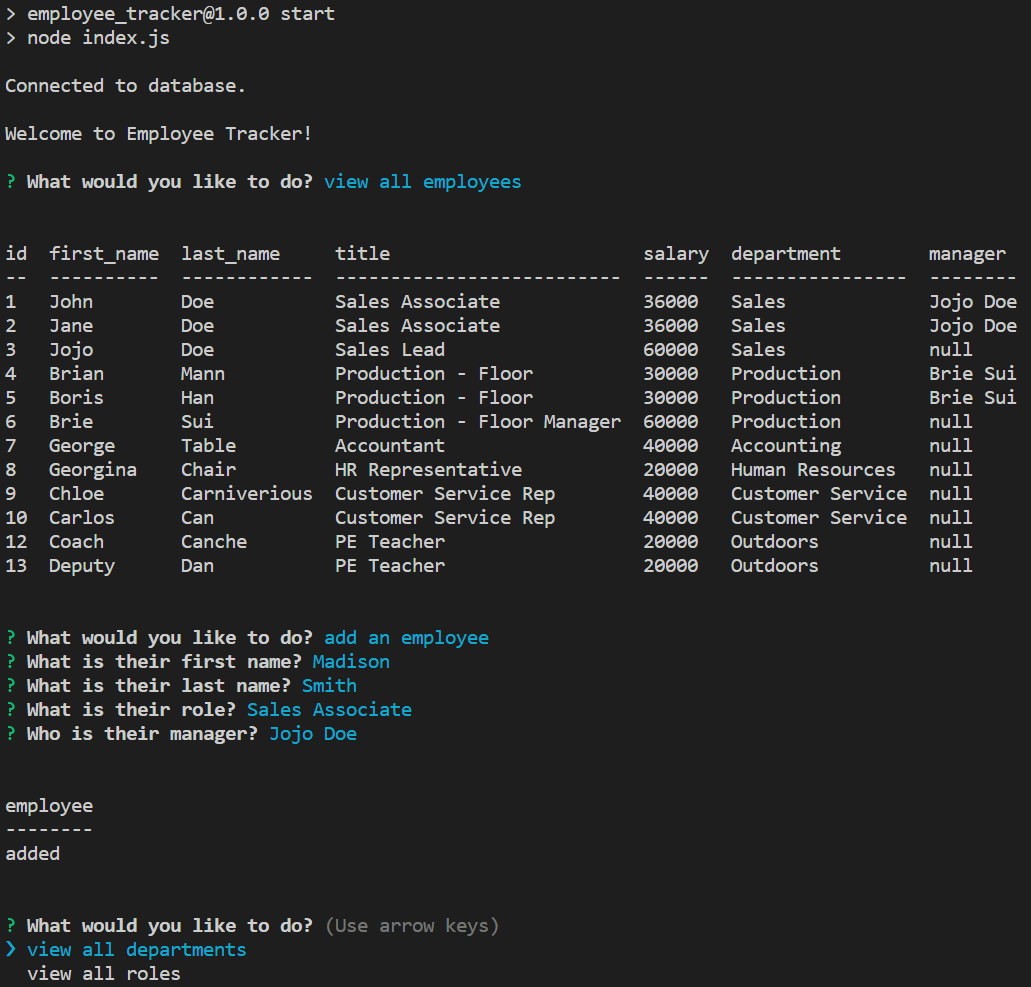 > employee_tracker@1.0.0 start
> node index.js
Connected to database.
Welcome to Employee Tracker!
? What would you like to do? view all employees
id  first_name  last_name     title                       salary  department        manager
--  ----------  ------------  --------------------------  ------  ----------------  --------
1   John        Doe           Sales Associate             36000   Sales             Jojo Doe
2   Jane        Doe           Sales Associate             36000   Sales             Jojo Doe
3   Jojo        Doe           Sales Lead                  60000   Sales             null
4   Brian       Mann          Production - Floor          30000   Production        Brie Sui
5   Boris       Han           Production - Floor          30000   Production        Brie Sui
6   Brie        Sui           Production - Floor Manager  60000   Production        null
7   George      Table         Accountant                  40000   Accounting        null
8   Georgina    Chair         HR Representative           20000   Human Resources   null
9   Chloe       Carniverious  Customer Service Rep        40000   Customer Service  null
10  Carlos      Can           Customer Service Rep        40000   Customer Service  null
12  Coach       Canche        PE Teacher                  20000   Outdoors          null
13  Deputy      Dan           PE Teacher                  20000   Outdoors          null
? What would you like to do? add an employee
? What is their first name? Madison
? What is their last name? Smith
? What is their role? Sales Associate
? Who is their manager? Jojo Doe
employee
--------
added
? What would you like to do? (Use arrow keys)
❯ view all departments
  view all roles